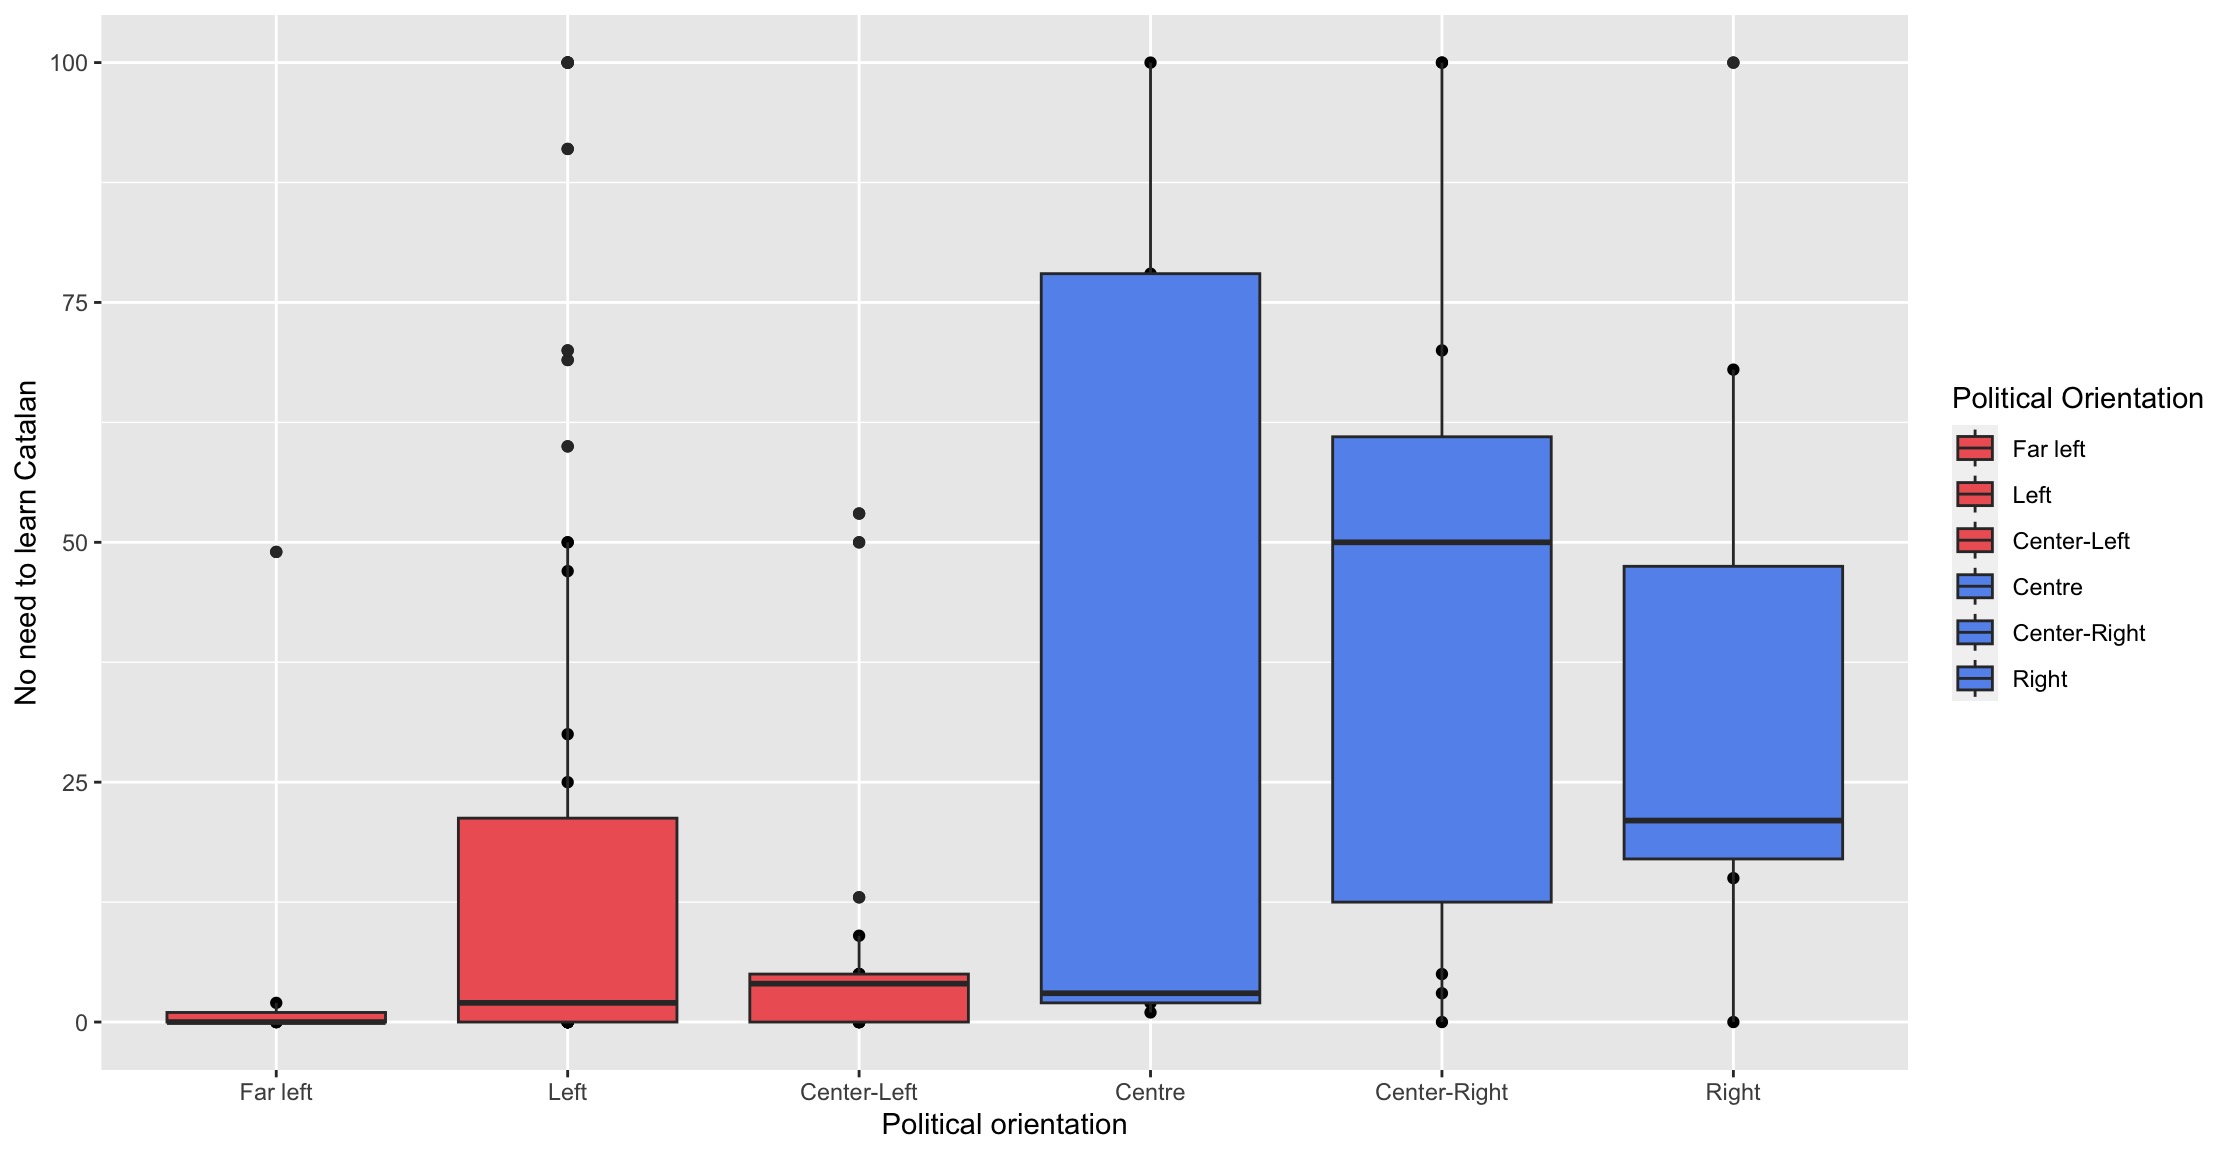 No need to learn Catalan
100
75
50
25
0
Far left
Left
Center-Left
Centre
Center-Right
Right
Political orientation
Political Orientation
Far left
Left
Center-Left
Centre
Center-Right
Right